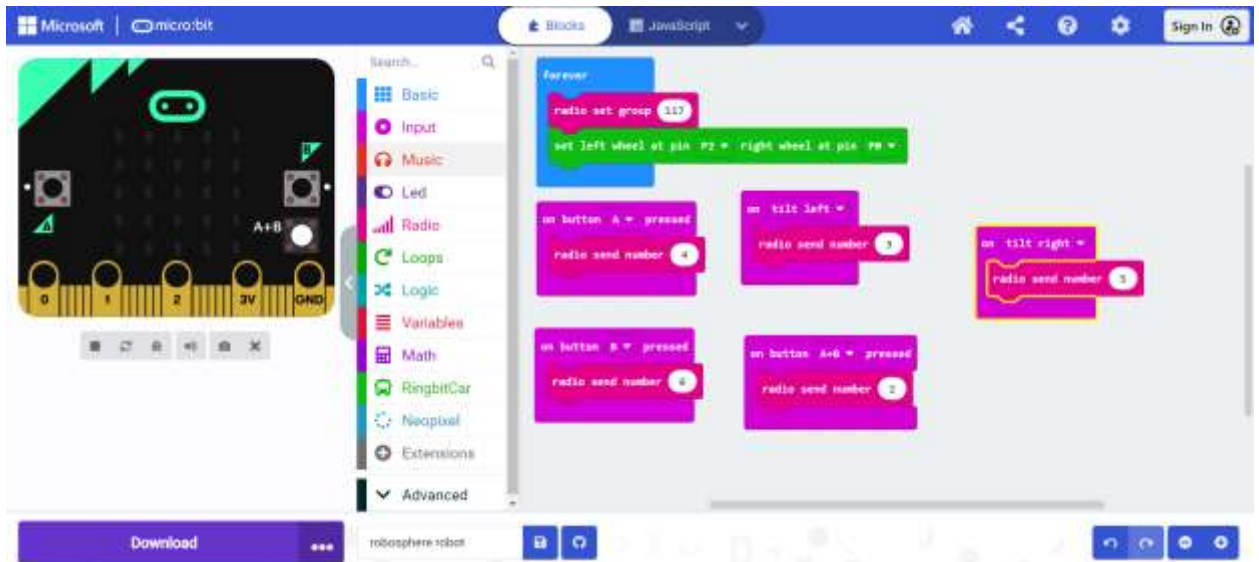 Microsoft | micro:bit
Blocks
JavaScript
Sign In
Search...
Basic
Input
Music
Led
Radio
Loops
Logic
Variables
Math
RingbitCar
Neopixel
Extensions
Advanced
B
A
A+B
0 1 2 3V GND
forever
radio set group 117
set left wheel at pin P2 right wheel at pin P0
on button A pressed
radio send number 4
on tilt left
radio send number 3
on tilt right
radio send number
on button B pressed
radio send number 6
on button A+B pressed
radio send number 2
Download
robosphere robot